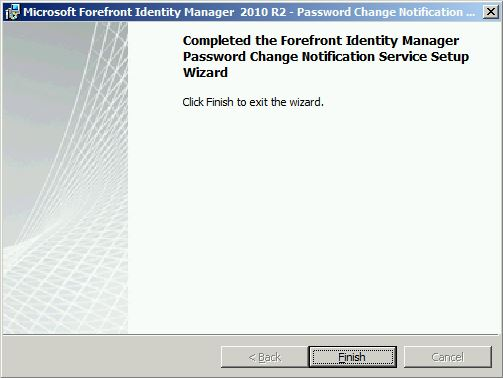 Microsoft Forefront Identity Manager  2010 R2 - Password Change Notification ...
Completed the Forefront Identity Manager
Password Change Notification Service Setup
Wizard
Click Finish to exit the wizard.
< Back
Finish
Cancel